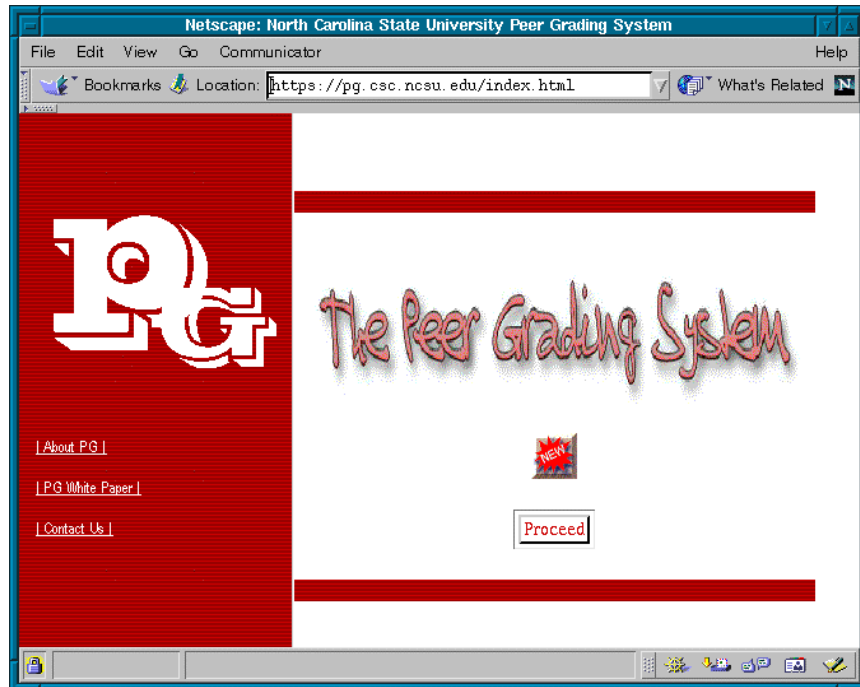 Netscape: North Carolina State University Peer Grading System
File Edit View Go Communicator Help
Bookmarks Location: https://pg.csc.ncsu.edu/index.html What's Related N
PG
The Peer Grading System
| About PG |
NEW
| PG White Paper |
Proceed
| Contact Us |